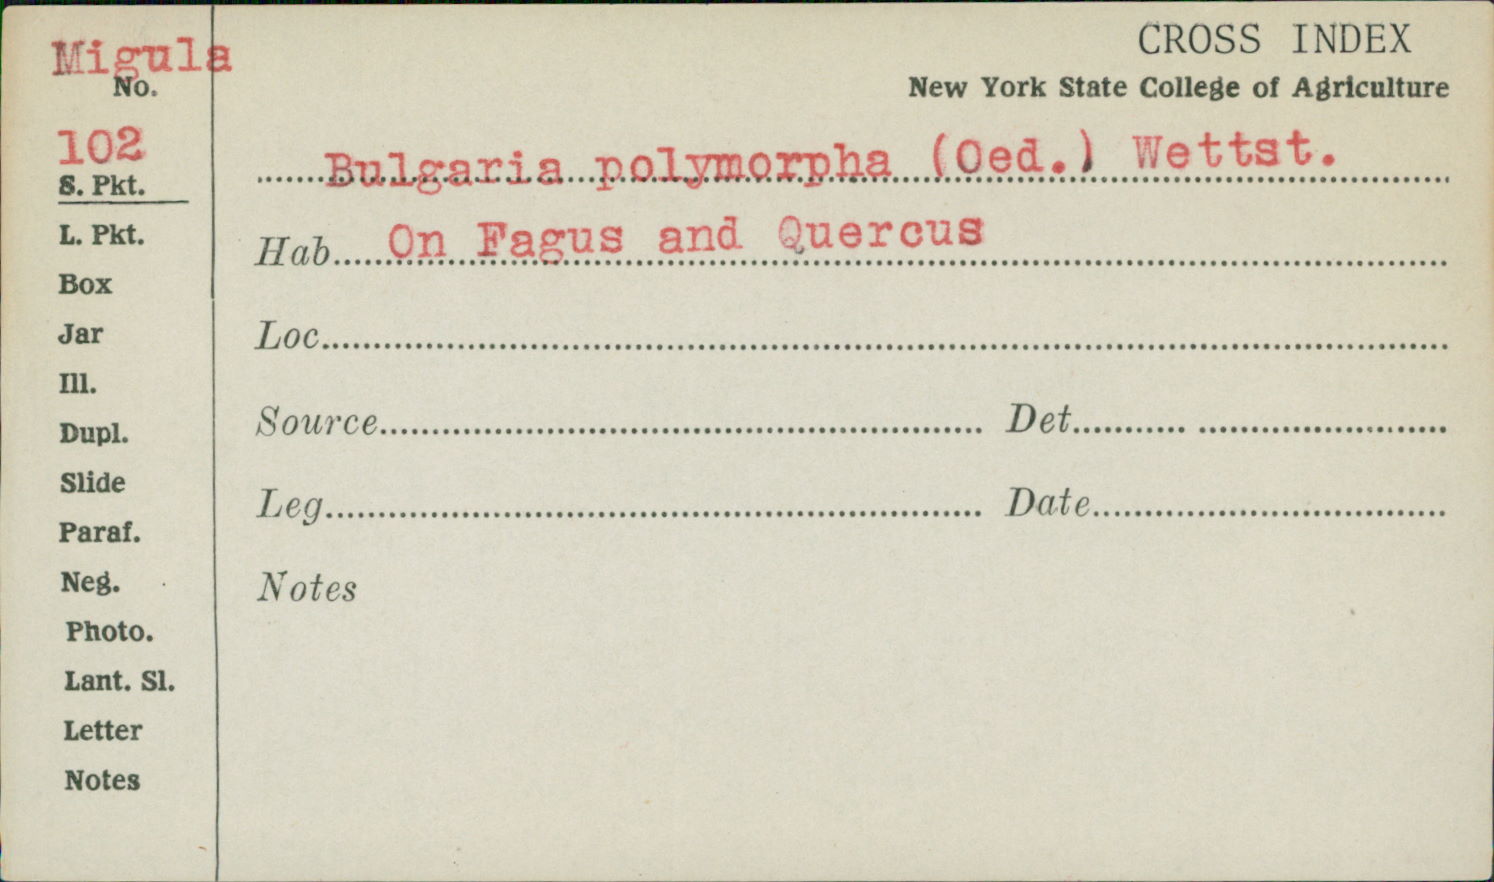 Migula
No.
102
S. Pkt.
L. Pkt.
Box
Jar
Ill.
Dupl.
Slide
Paraf.
Neg.
Photo.
Lant. Sl.
Letter
Notes
CROSS INDEX
New York State College of Agriculture
Bulgaria polymorpha (Oed.) Wettst.
Hab..... On Fagus and Quercus
Loc.
Source. Det.
Leg. Date.
Notes